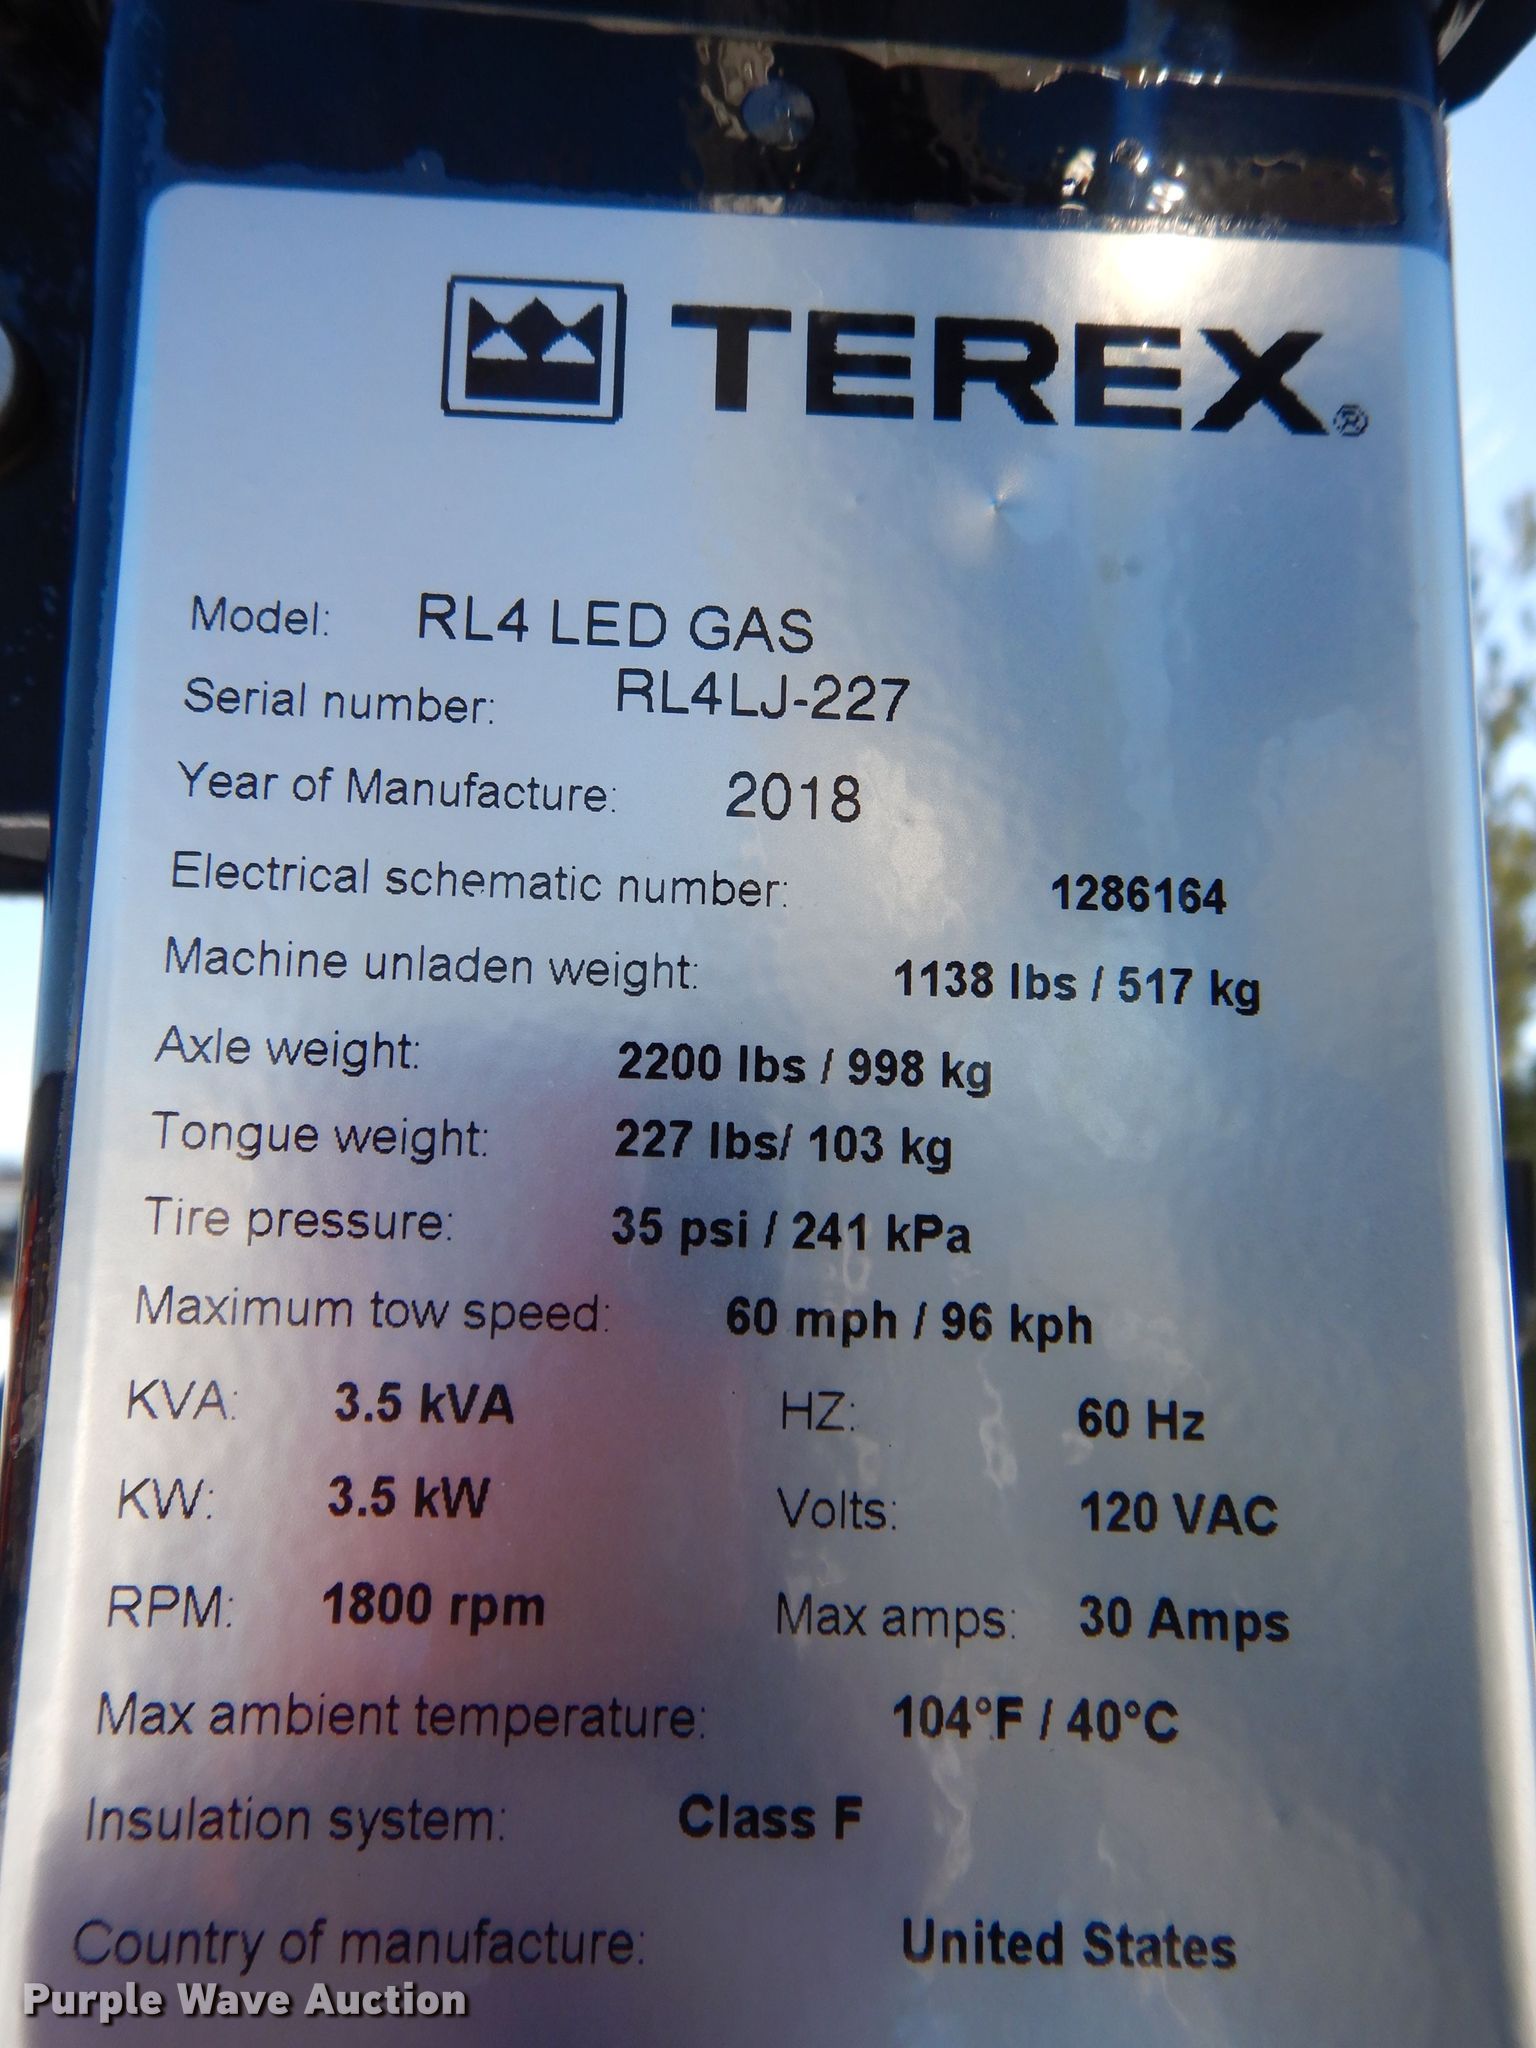 TEREX®
Model: RL4 LED GAS
Serial number: RL4LJ-227
Year of Manufacture: 2018
Electrical schematic number: 1286164
Machine unladen weight: 1138 lbs / 517 kg
Axle weight: 2200 lbs / 998 kg
Tongue weight: 227 lbs/ 103 kg
Tire pressure: 35 psi / 241 kPa
Maximum tow speed: 60 mph / 96 kph
KVA: 3.5 kVA HZ: 60 Hz
KW: 3.5 kW Volts: 120 VAC
RPM: 1800 rpm Max amps: 30 Amps
Max ambient temperature: 104°F / 40°C
Insulation system: Class F
Country of manufacture: United States
Purple Wave Auction